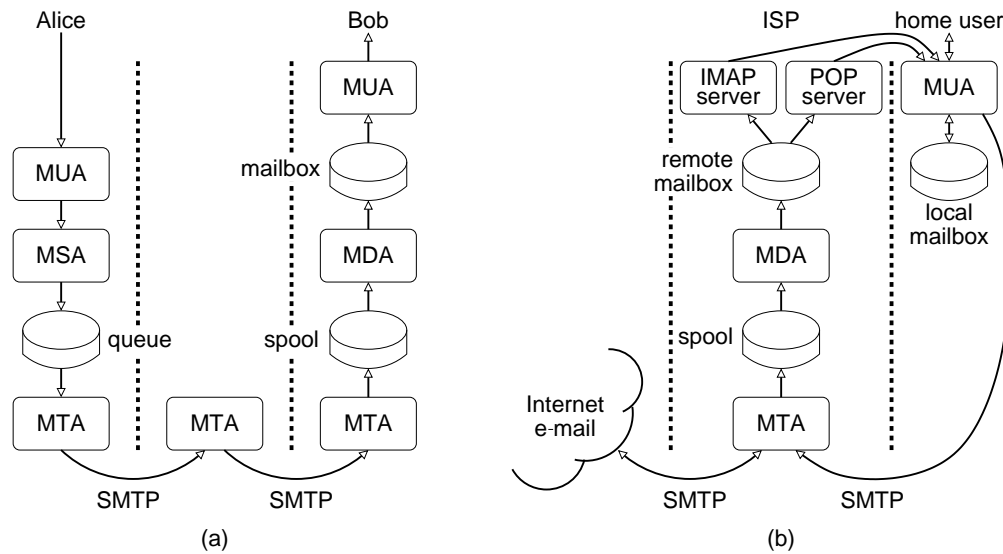 Alice
Bob
MUA
mailbox
MUA
MSA
MDA
queue
spool
MTA
MTA
MTA
SMTP
SMTP
(a)
ISP
home user
IMAP
server
POP
server
MUA
remote
mailbox
local
mailbox
MDA
spool
Internet
e-mail
MTA
SMTP
SMTP
(b)